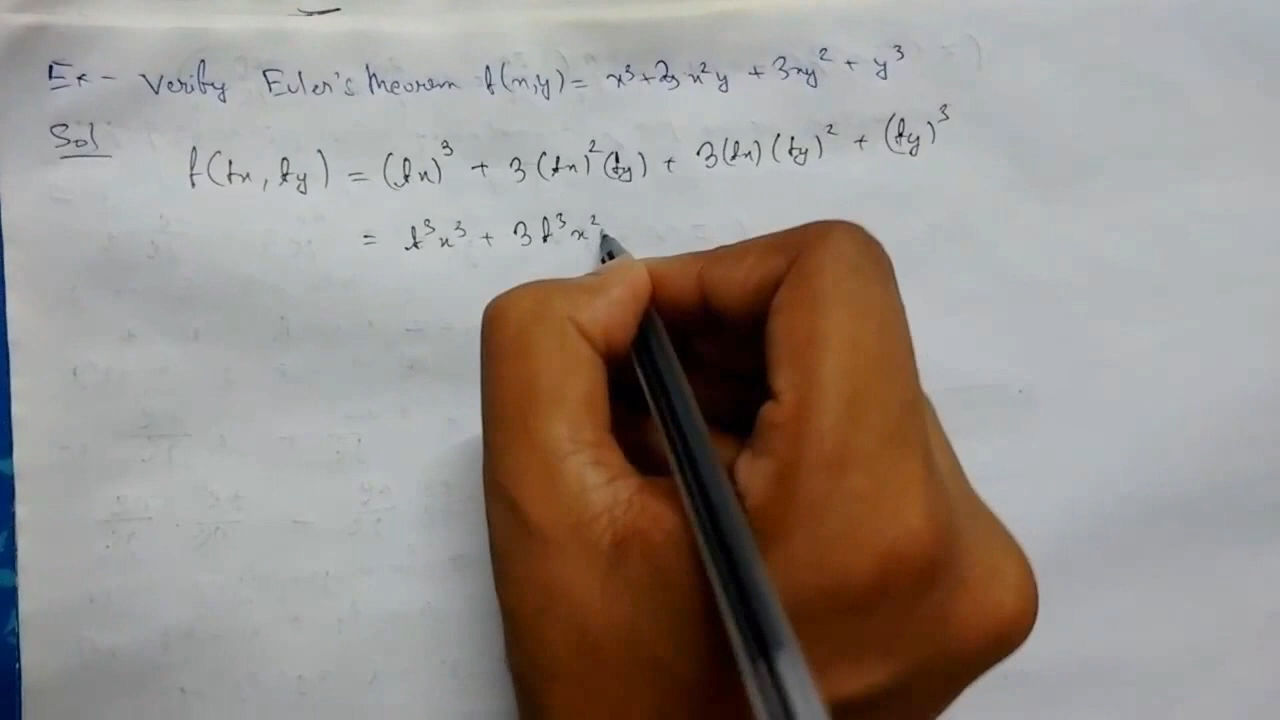 Ex - Verify Euler's theorem f(x,y) = x³ + 3x²y + 3xy² + y³
Sol
f(tx, ty) = (tx)³ + 3(tx)²(ty) + 3(tx)(ty)² + (ty)³
= t³x³ + 3t³x²